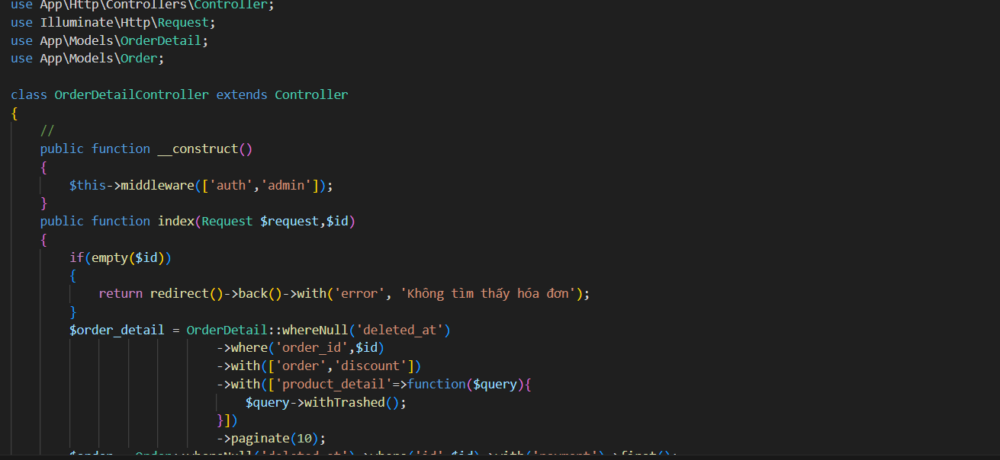 use App\Http\Controllers\Controller;
use Illuminate\Http\Request;
use App\Models\OrderDetail;
use App\Models\Order;
class OrderDetailController extends Controller
{
//
public function __construct()
{
$this->middleware(['auth','admin']);
}
public function index(Request $request,$id)
{
if(empty($id))
{
return redirect()->back()->with('error', 'Không tìm thấy hóa đơn');
}
$order_detail = OrderDetail::whereNull('deleted_at')
->where('order_id',$id)
->with(['order','discount'])
->with(['product_detail'=>function($query){
$query->withTrashed();
}])
->paginate(10);
$order = Order::whereNull('deleted_at')->where('id',$id)->with('payment')->first();